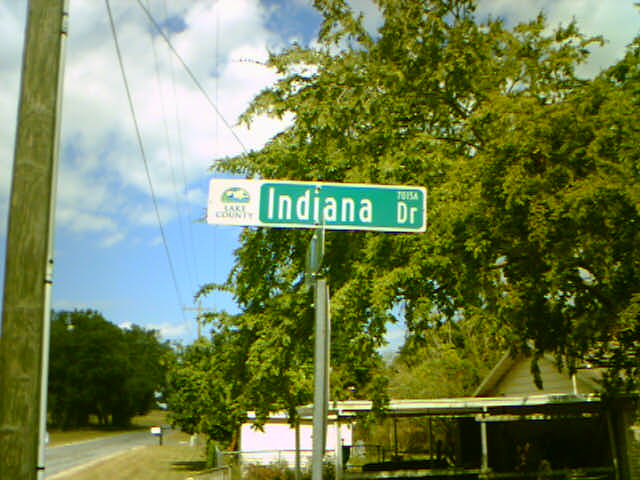 LAKE
COUNTY
Indiana Dr
7015A